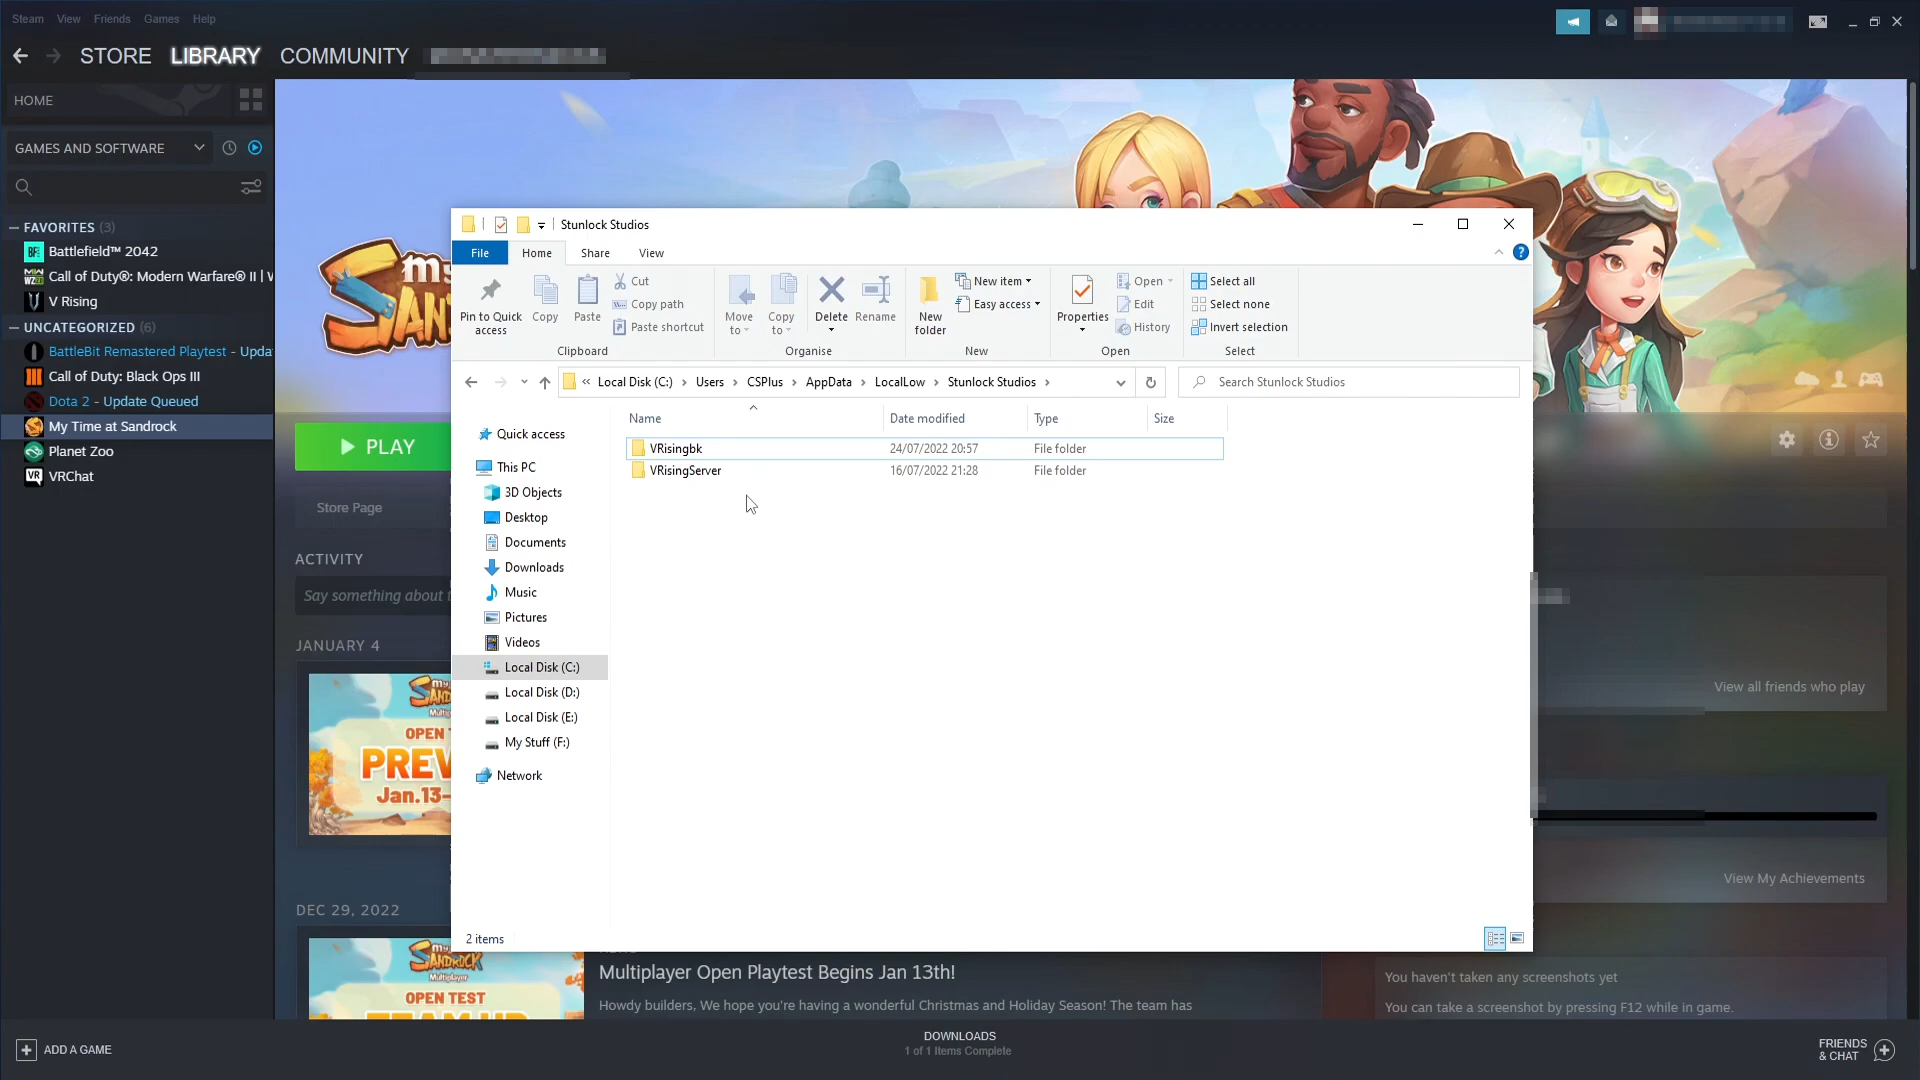 Steam View Friends Games Help
STORE LIBRARY COMMUNITY
HOME
GAMES AND SOFTWARE
FAVORITES (3)
Battlefield™ 2042
Call of Duty®: Modern Warfare® II | W
V Rising
UNCATEGORIZED (6)
BattleBit Remastered Playtest - Upda
Call of Duty: Black Ops III
Dota 2 - Update Queued
My Time at Sandrock
Planet Zoo
VRChat
PLAY
Store Page
ACTIVITY
Say something about t
JANUARY 4
OPEN T
PREV
Jan.13-
DEC 29, 2022
SANDROCK
Multiplayer
OPEN TEST
TEAM UP
Stunlock Studios
File Home Share View
Pin to Quick access
Copy
Paste
Cut
Copy path
Paste shortcut
Clipboard
Move to
Copy to
Delete
Rename
Organise
New folder
New item
Easy access
New
Properties
Open
Edit
History
Open
Select all
Select none
Invert selection
Select
« Local Disk (C:) › Users › CSPlus › AppData › LocalLow › Stunlock Studios ›
Search Stunlock Studios
Name Date modified Type Size
VRisingbk 24/07/2022 20:57 File folder
VRisingServer 16/07/2022 21:28 File folder
Quick access
This PC
3D Objects
Desktop
Documents
Downloads
Music
Pictures
Videos
Local Disk (C:)
Local Disk (D:)
Local Disk (E:)
My Stuff (F:)
Network
2 items
View all friends who play
View My Achievements
Multiplayer Open Playtest Begins Jan 13th!
Howdy builders, We hope you're having a wonderful Christmas and Holiday Season! The team has
You haven't taken any screenshots yet
You can take a screenshot by pressing F12 while in game.
ADD A GAME
DOWNLOADS
1 of 1 Items Complete
FRIENDS
& CHAT